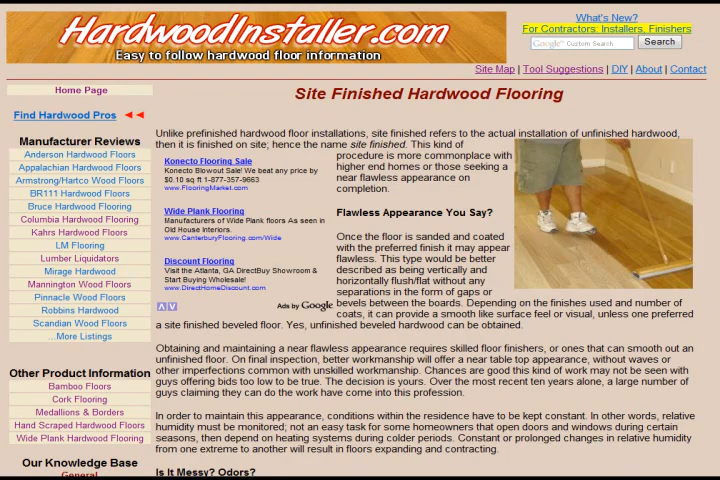 HardwoodInstaller.com
Easy to follow hardwood floor information
What's New?
For Contractors, Installers, Finishers
Google™ Custom Search Search
Site Map | Tool Suggestions | DIY | About | Contact
Home Page
Find Hardwood Pros
Manufacturer Reviews
Anderson Hardwood Floors
Appalachian Hardwood Floors
Armstrong/Hartco Wood Floors
BR111 Hardwood Floors
Bruce Hardwood Flooring
Columbia Hardwood Flooring
Kahrs Hardwood Floors
LM Flooring
Lumber Liquidators
Mirage Hardwood
Mannington Wood Floors
Pinnacle Wood Floors
Robbins Hardwood
Scandian Wood Floors
...More Listings
Other Product Information
Bamboo Floors
Cork Flooring
Medallions & Borders
Hand Scraped Hardwood Floors
Wide Plank Hardwood Flooring
Our Knowledge Base
General
Site Finished Hardwood Flooring
Unlike prefinished hardwood floor installations, site finished refers to the actual installation of unfinished hardwood,
then it is finished on site; hence the name site finished. This kind of
procedure is more commonplace with
higher end homes or those seeking a
near flawless appearance on
completion.
Konecto Flooring Sale
Konecto Blowout Sale! We beat any price by
$0.10 sq ft 1-877-357-9663
www.FlooringMarket.com
Wide Plank Flooring
Manufacturers of Wide Plank floors As seen in
Old House Interiors.
www.CanterburyFlooring.com/Wide
Discount Flooring
Visit the Atlanta, GA DirectBuy Showroom &
Start Buying Wholesale!
www.DirectHomeDiscount.com
Ads by Google
Flawless Appearance You Say?
Once the floor is sanded and coated
with the preferred finish it may appear
flawless. This type would be better
described as being vertically and
horizontally flush/flat without any
separations in the form of gaps or
bevels between the boards. Depending on the finishes used and number of
coats, it can provide a smooth like surface feel or visual, unless one preferred
a site finished beveled floor. Yes, unfinished beveled hardwood can be obtained.
Obtaining and maintaining a near flawless appearance requires skilled floor finishers, or ones that can smooth out an
unfinished floor. On final inspection, better workmanship will offer a near table top appearance, without waves or
other imperfections common with unskilled workmanship. Chances are good this kind of work may not be seen with
guys offering bids too low to be true. The decision is yours. Over the most recent ten years alone, a large number of
guys claiming they can do the work have come into this profession.
In order to maintain this appearance, conditions within the residence have to be kept constant. In other words, relative
humidity must be monitored; not an easy task for some homeowners that open doors and windows during certain
seasons, then depend on heating systems during colder periods. Constant or prolonged changes in relative humidity
from one extreme to another will result in floors expanding and contracting.
Is It Messy? Odors?